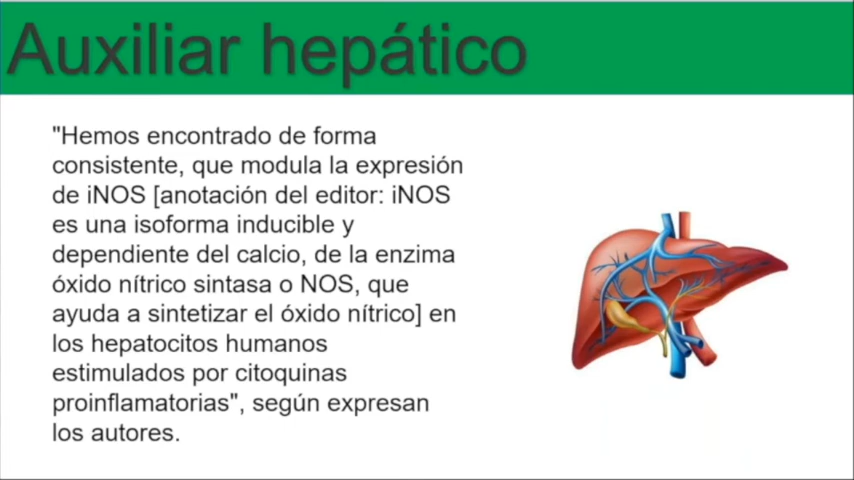 Auxiliar hepático
"Hemos encontrado de forma
consistente, que modula la expresión
de iNOS [anotación del editor: iNOS
es una isoforma inducible y
dependiente del calcio, de la enzima
óxido nítrico sintasa o NOS, que
ayuda a sintetizar el óxido nítrico] en
los hepatocitos humanos
estimulados por citoquinas
proinflamatorias", según expresan
los autores.